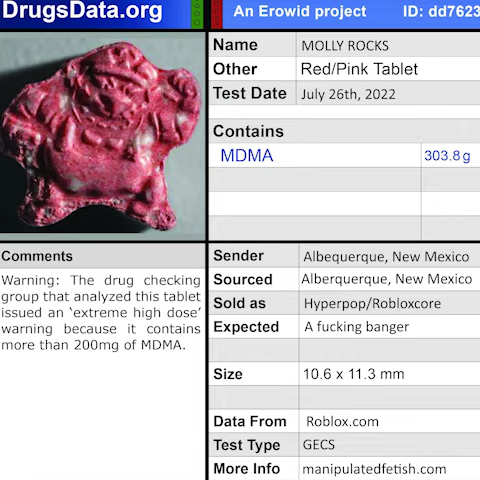 DrugsData.org An Erowid project ID: dd7623
Name MOLLY ROCKS
Other Red/Pink Tablet
Test Date July 26th, 2022
Contains
MDMA 303.8g
Comments
Warning: The drug checking
group that analyzed this tablet
issued an ‘extreme high dose’
warning because it contains
more than 200mg of MDMA.
Sender Albequerque, New Mexico
Sourced Alberquerque, New Mexico
Sold as Hyperpop/Robloxcore
Expected A fucking banger
Size 10.6 x 11.3 mm
Data From Roblox.com
Test Type GECS
More Info manipulatedfetish.com